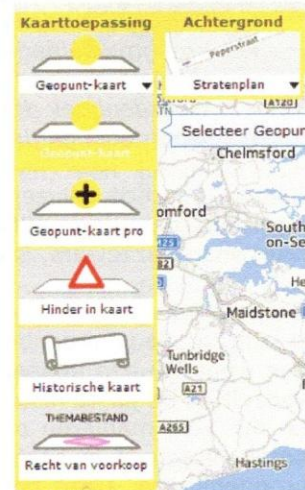 Kaarttoepassing
Achtergrond
Peperstraat
Geopunt-kaart
Stratenplan
A120
Geopunt-kaart
Selecteer Geopun
Chelmsford
Geopunt-kaart pro
omford
South
on-Se
Hinder in kaart
Maidstone
Tunbridge
Wells
Historische kaart
A21
THEMABESTAND
A265
Recht van voorkoop
Hastings